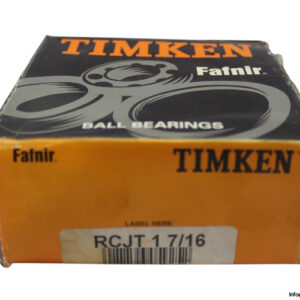 TIMKEN
Fafnir
BALL BEARINGS
Fafnir
TIMKEN
LABEL HERE
RCJT 1 7/16